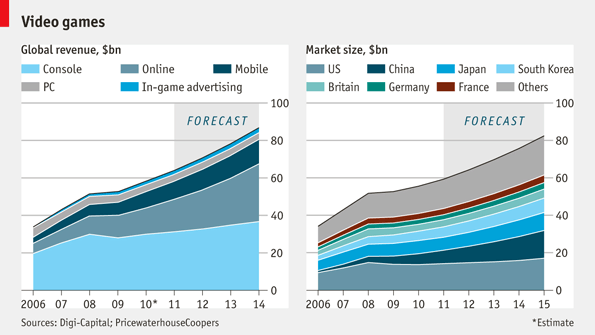 Video games
Global revenue, $bn
Console Online Mobile
PC In-game advertising
FORECAST
100
80
60
40
20
0
2006 07 08 09 10* 11 12 13 14
Market size, $bn
US China Japan South Korea
Britain Germany France Others
FORECAST
100
80
60
40
20
0
2006 07 08 09 10 11 12 13 14 15
Sources: Digi-Capital; PricewaterhouseCoopers
*Estimate